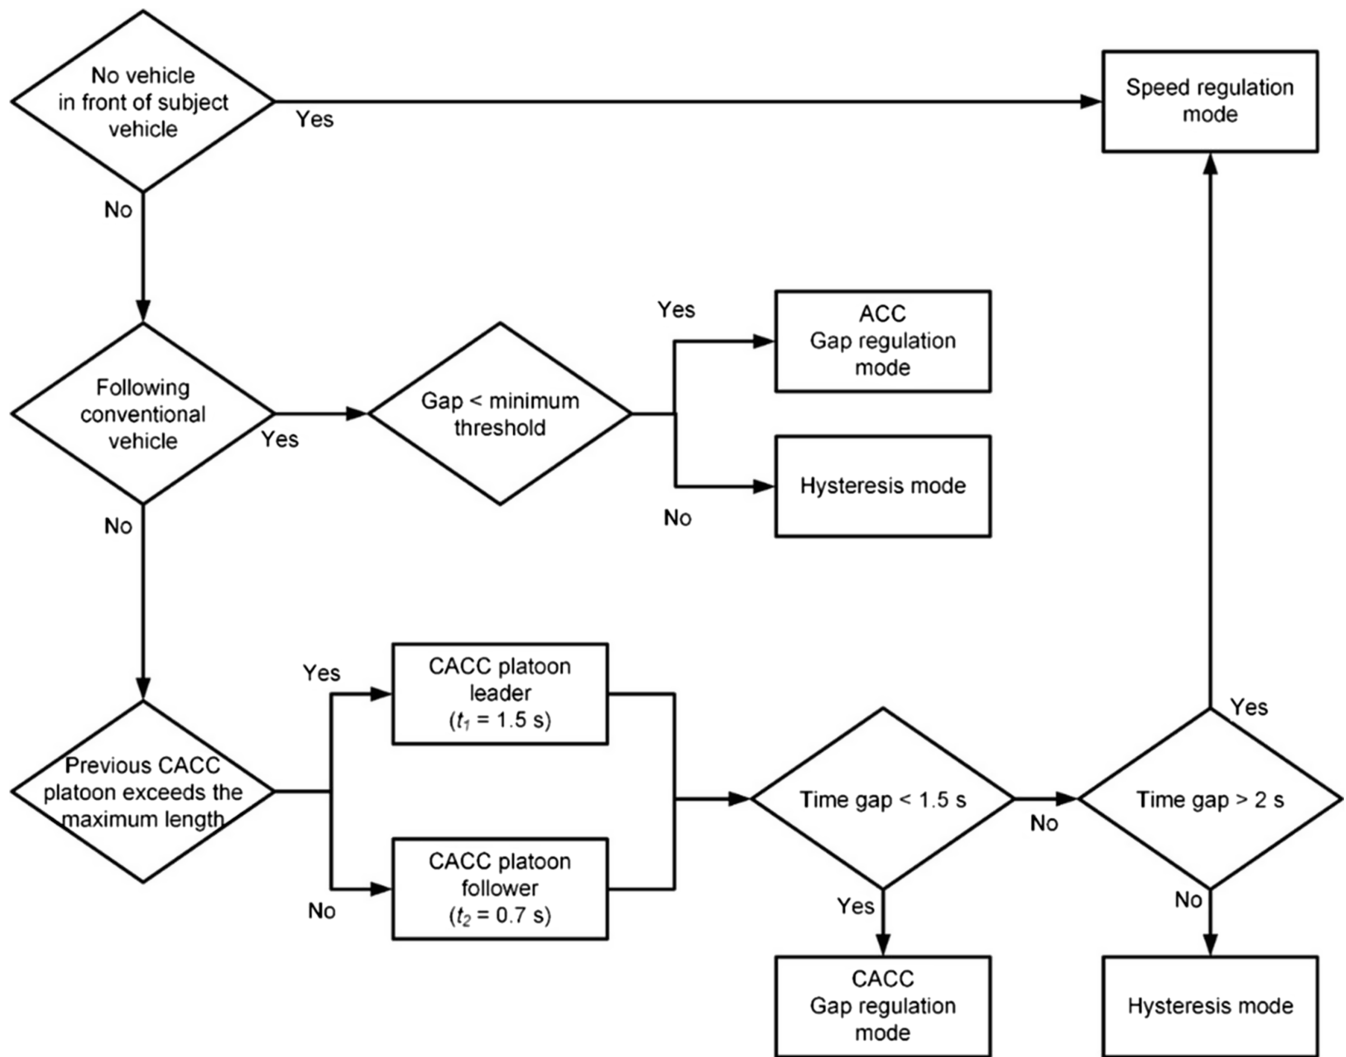 No vehicle
in front of subject
vehicle
Yes
Speed regulation
mode
No
Following
conventional
vehicle
Yes
Gap < minimum
threshold
Yes
ACC
Gap regulation
mode
No
Hysteresis mode
No
Previous CACC
platoon exceeds the
maximum length
Yes
CACC platoon
leader
(t₁ = 1.5 s)
No
CACC platoon
follower
(t₂ = 0.7 s)
Time gap < 1.5 s
No
Time gap > 2 s
Yes
Yes
CACC
Gap regulation
mode
No
Hysteresis mode